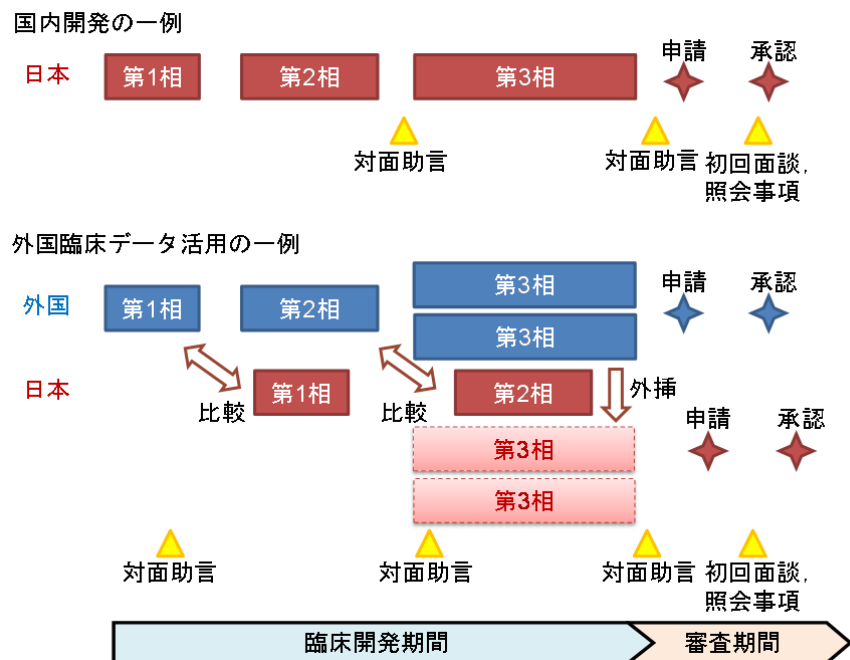 国内開発の一例
申請
承認
日本
第1相
第2相
第3相
対面助言
対面助言
初回面談,
照会事項
外国臨床データ活用の一例
外国
第1相
第2相
第3相
第3相
申請
承認
日本
比較
第1相
比較
第2相
外挿
申請
承認
第3相
第3相
対面助言
対面助言
対面助言
初回面談,
照会事項
臨床開発期間
審査期間